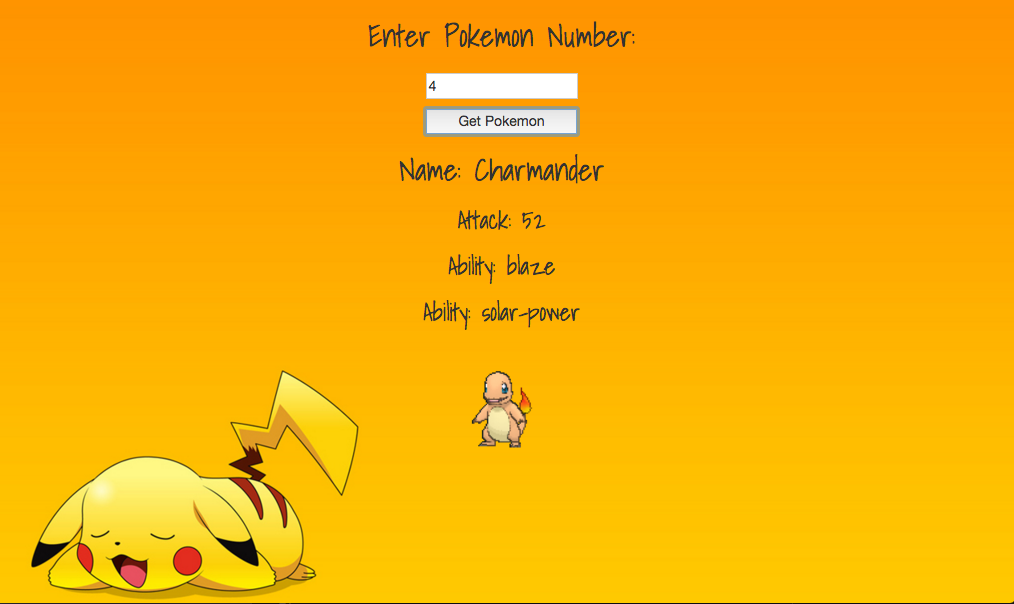 Enter Pokemon Number:
4
Get Pokemon
Name: Charmander
Attack: 52
Ability: blaze
Ability: solar-power